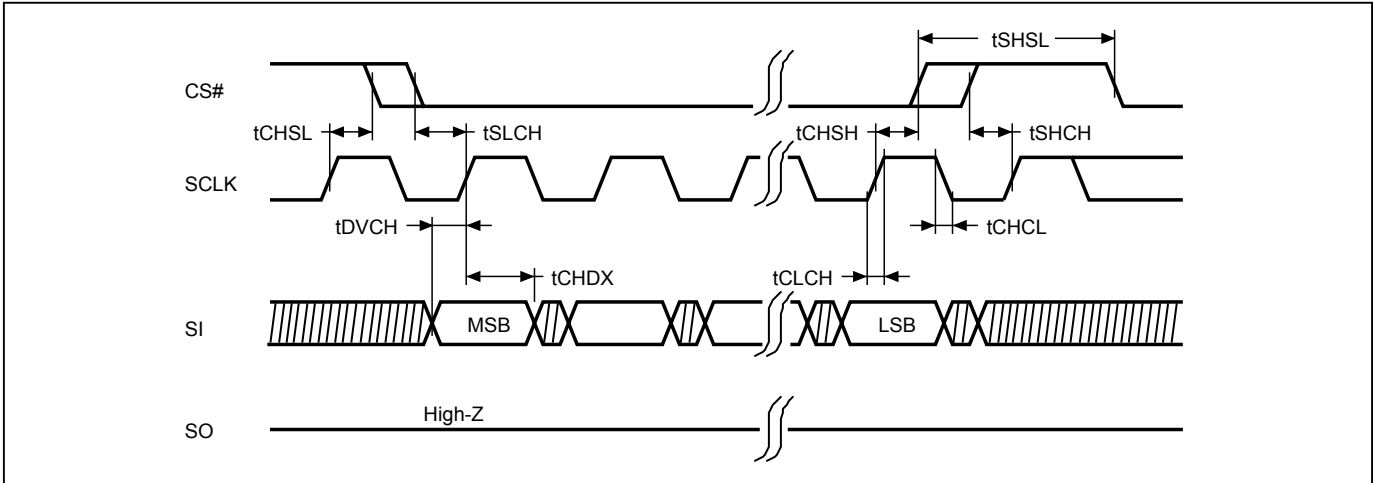 tSHSL
CS#
tCHSL
tSLCH
tCHSH
tSHCH
SCLK
tDVCH
tCHCL
tCHDX
tCLCH
SI
MSB
LSB
High-Z
SO